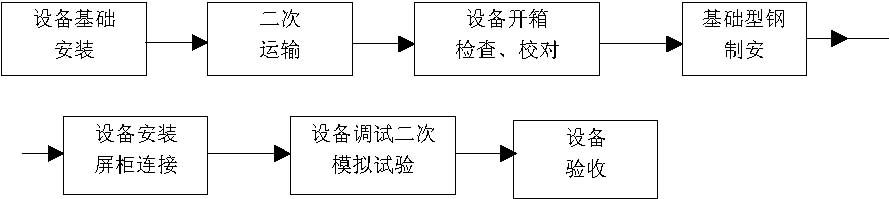 设备基础
安装
二次
运输
设备开箱
检查、校对
基础型钢
制安
设备安装
屏柜连接
设备调试二次
模拟试验
设备
验收